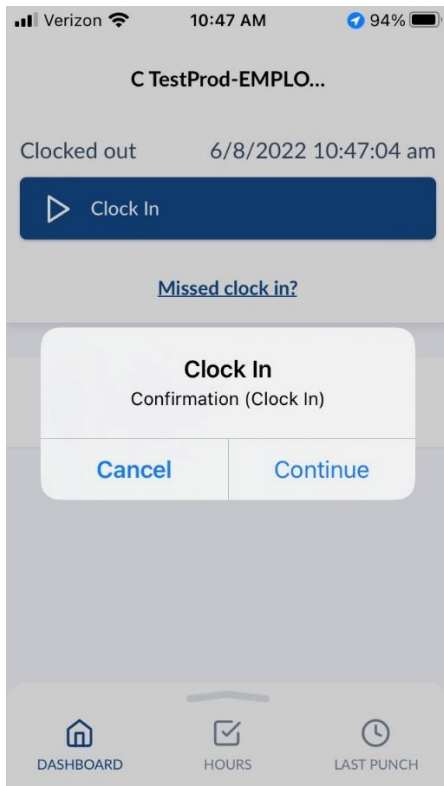 Verizon 10:47 AM 94%
C TestProd-EMPLO...
Clocked out 6/8/2022 10:47:04 am
Clock In
Missed clock in?
Clock In
Confirmation (Clock In)
Cancel Continue
DASHBOARD HOURS LAST PUNCH